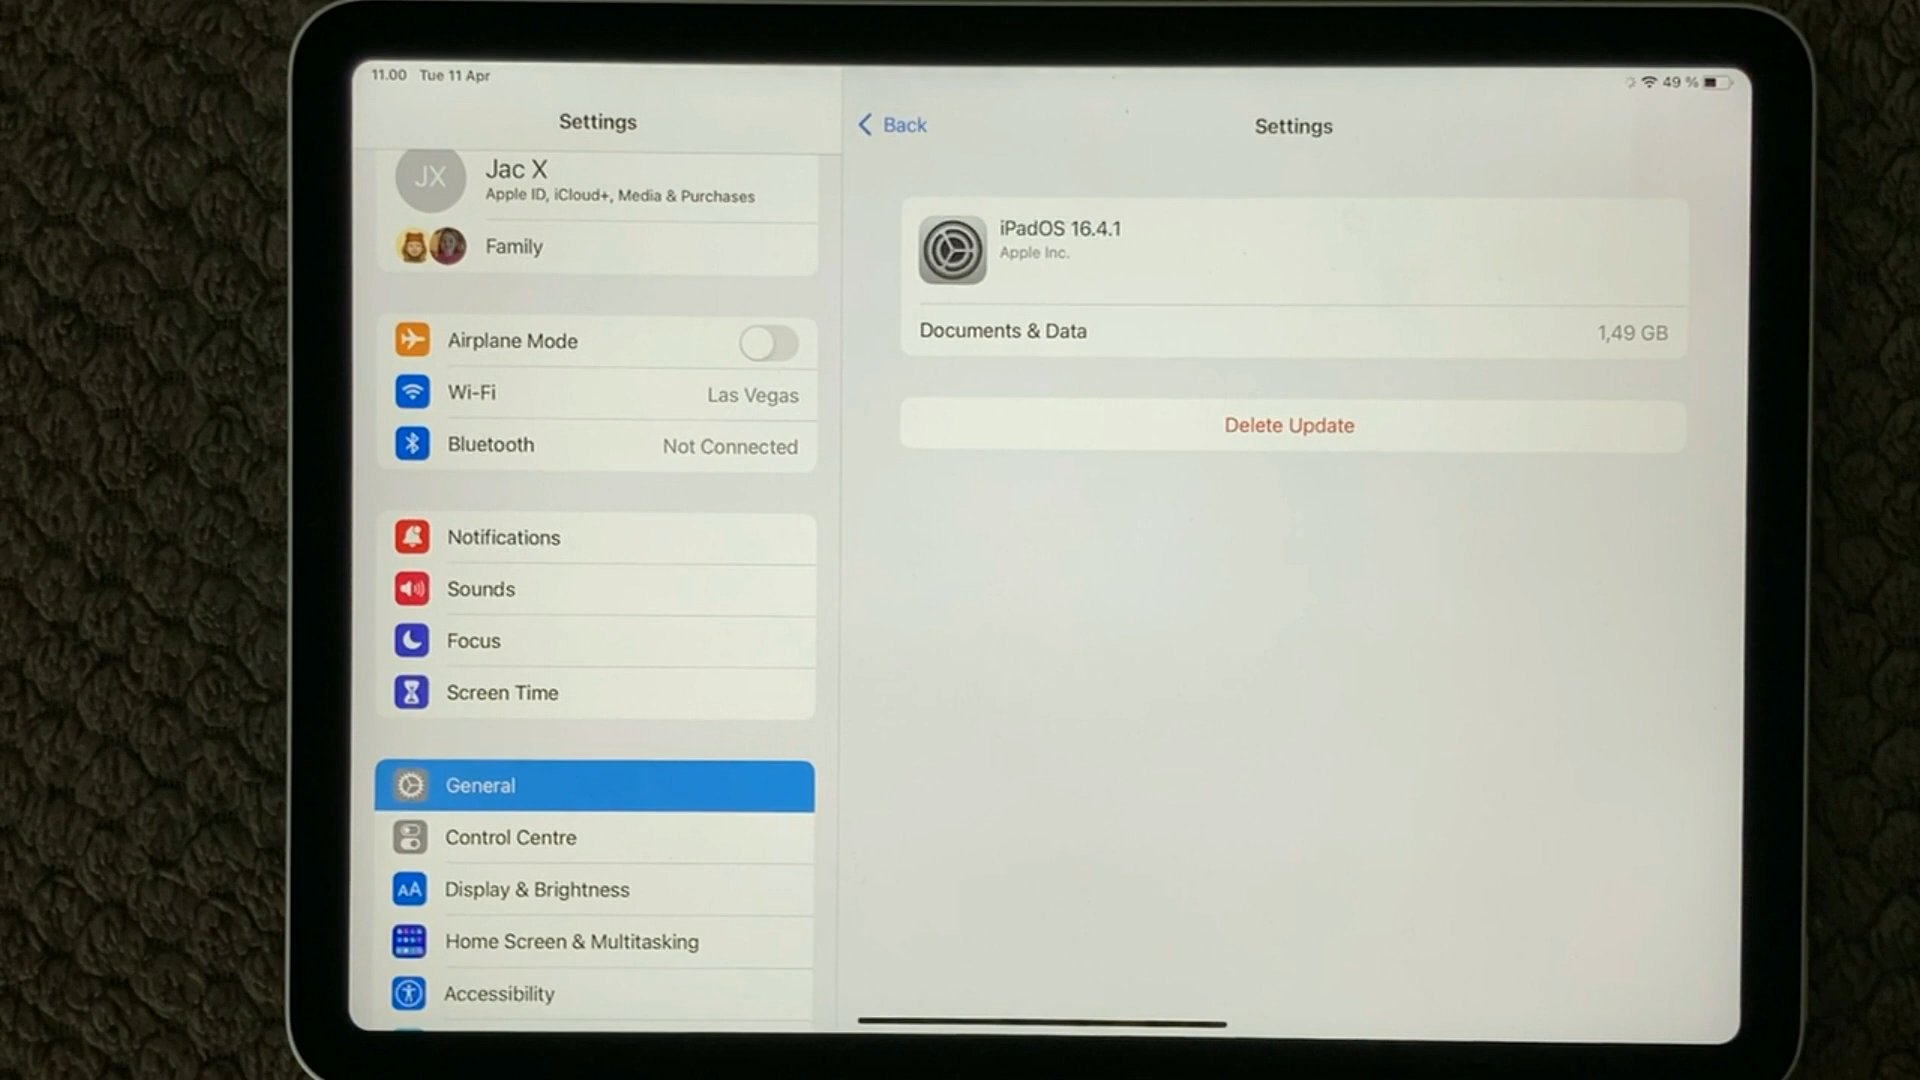 11.00 Tue 11 Apr
49 %
Settings
JX
Jac X
Apple ID, iCloud+, Media & Purchases
Family
Airplane Mode
Wi-Fi
Las Vegas
Bluetooth
Not Connected
Notifications
Sounds
Focus
Screen Time
General
Control Centre
AA
Display & Brightness
Home Screen & Multitasking
Accessibility
Back
Settings
iPadOS 16.4.1
Apple Inc.
Documents & Data
1,49 GB
Delete Update